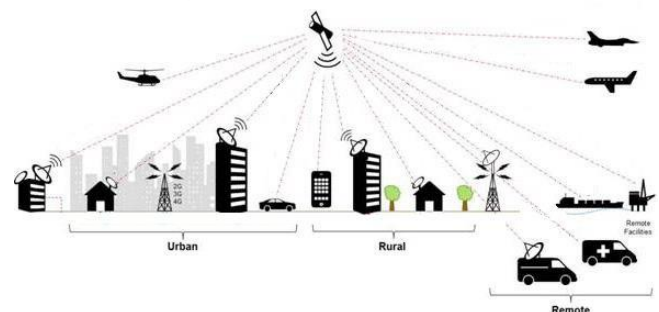 2G
3G
4G
Remote
Facilities
Urban
Rural
Remote